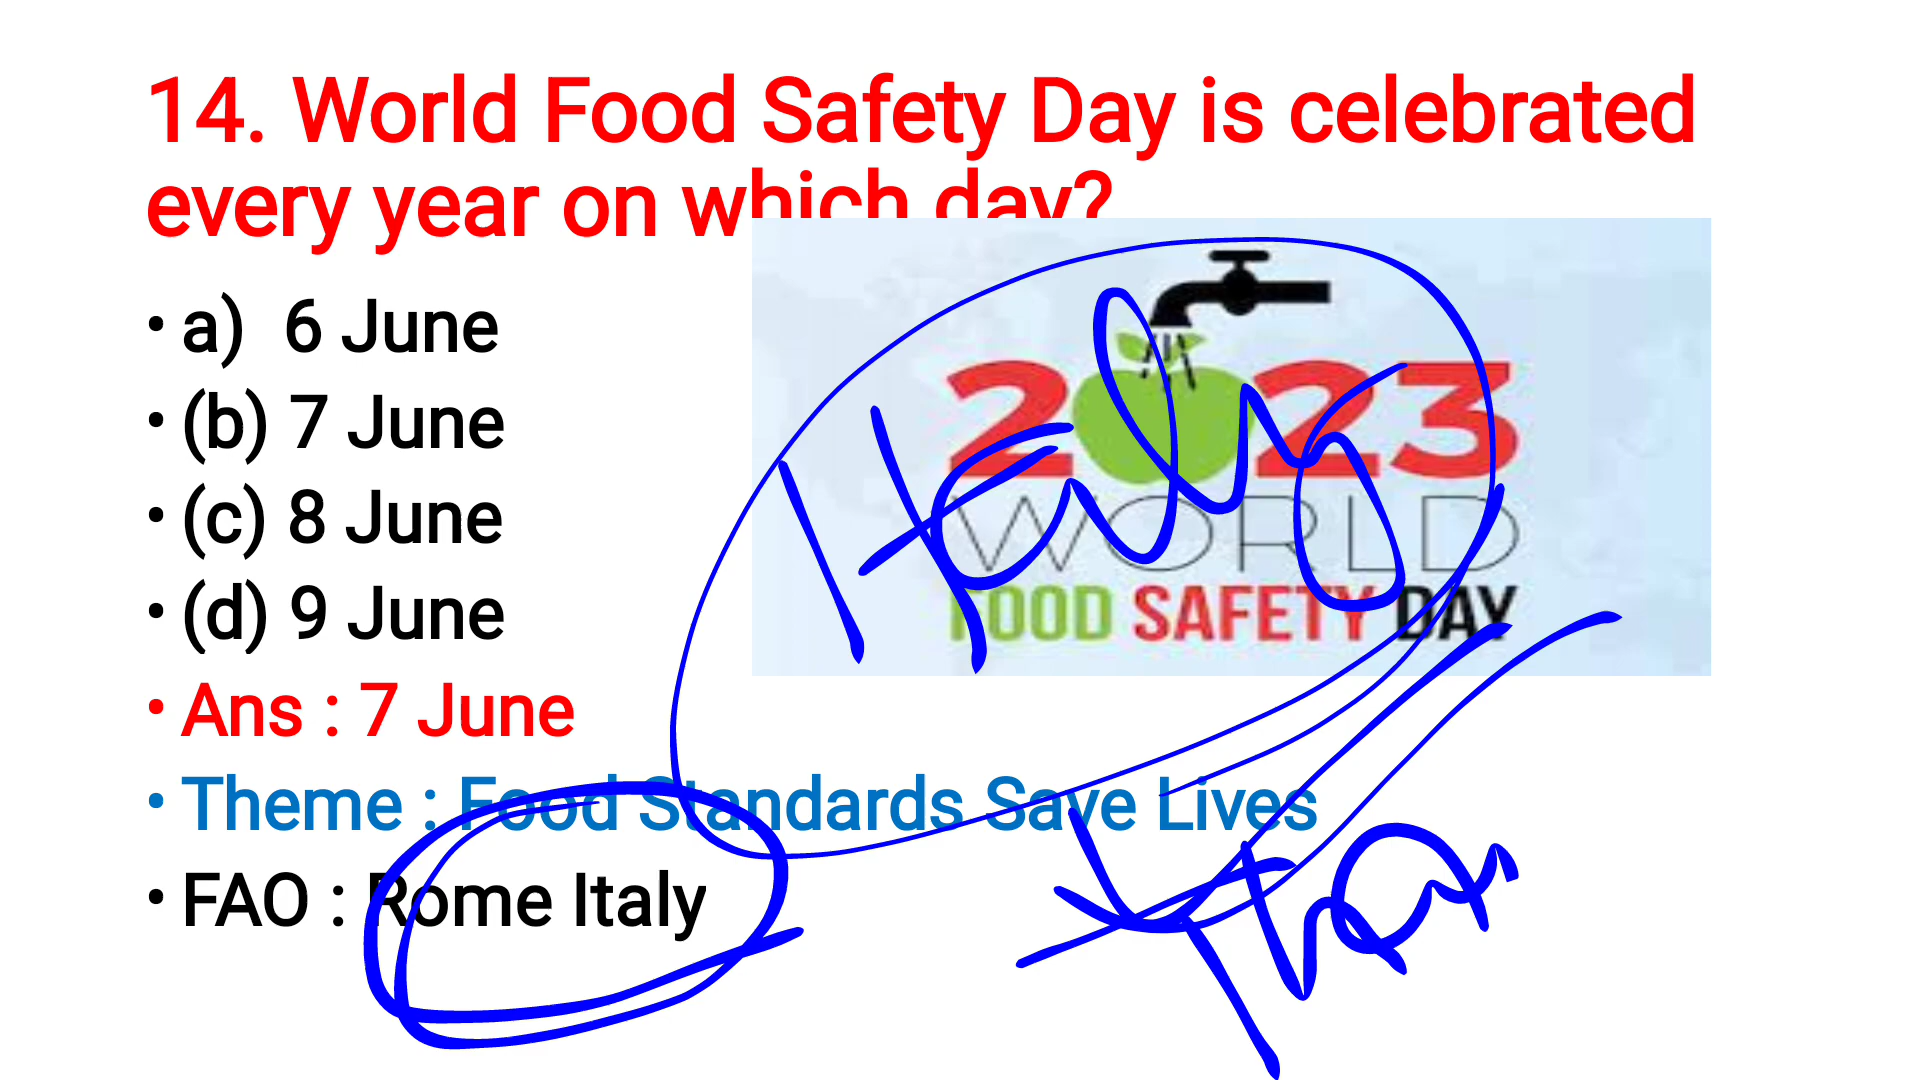 14. World Food Safety Day is celebrated
every year on which day?
• a) 6 June
• (b) 7 June
• (c) 8 June
• (d) 9 June
• Ans : 7 June
• Theme : Food Standards Save Lives
• FAO : Rome Italy
2023
WORLD
FOOD SAFETY DAY